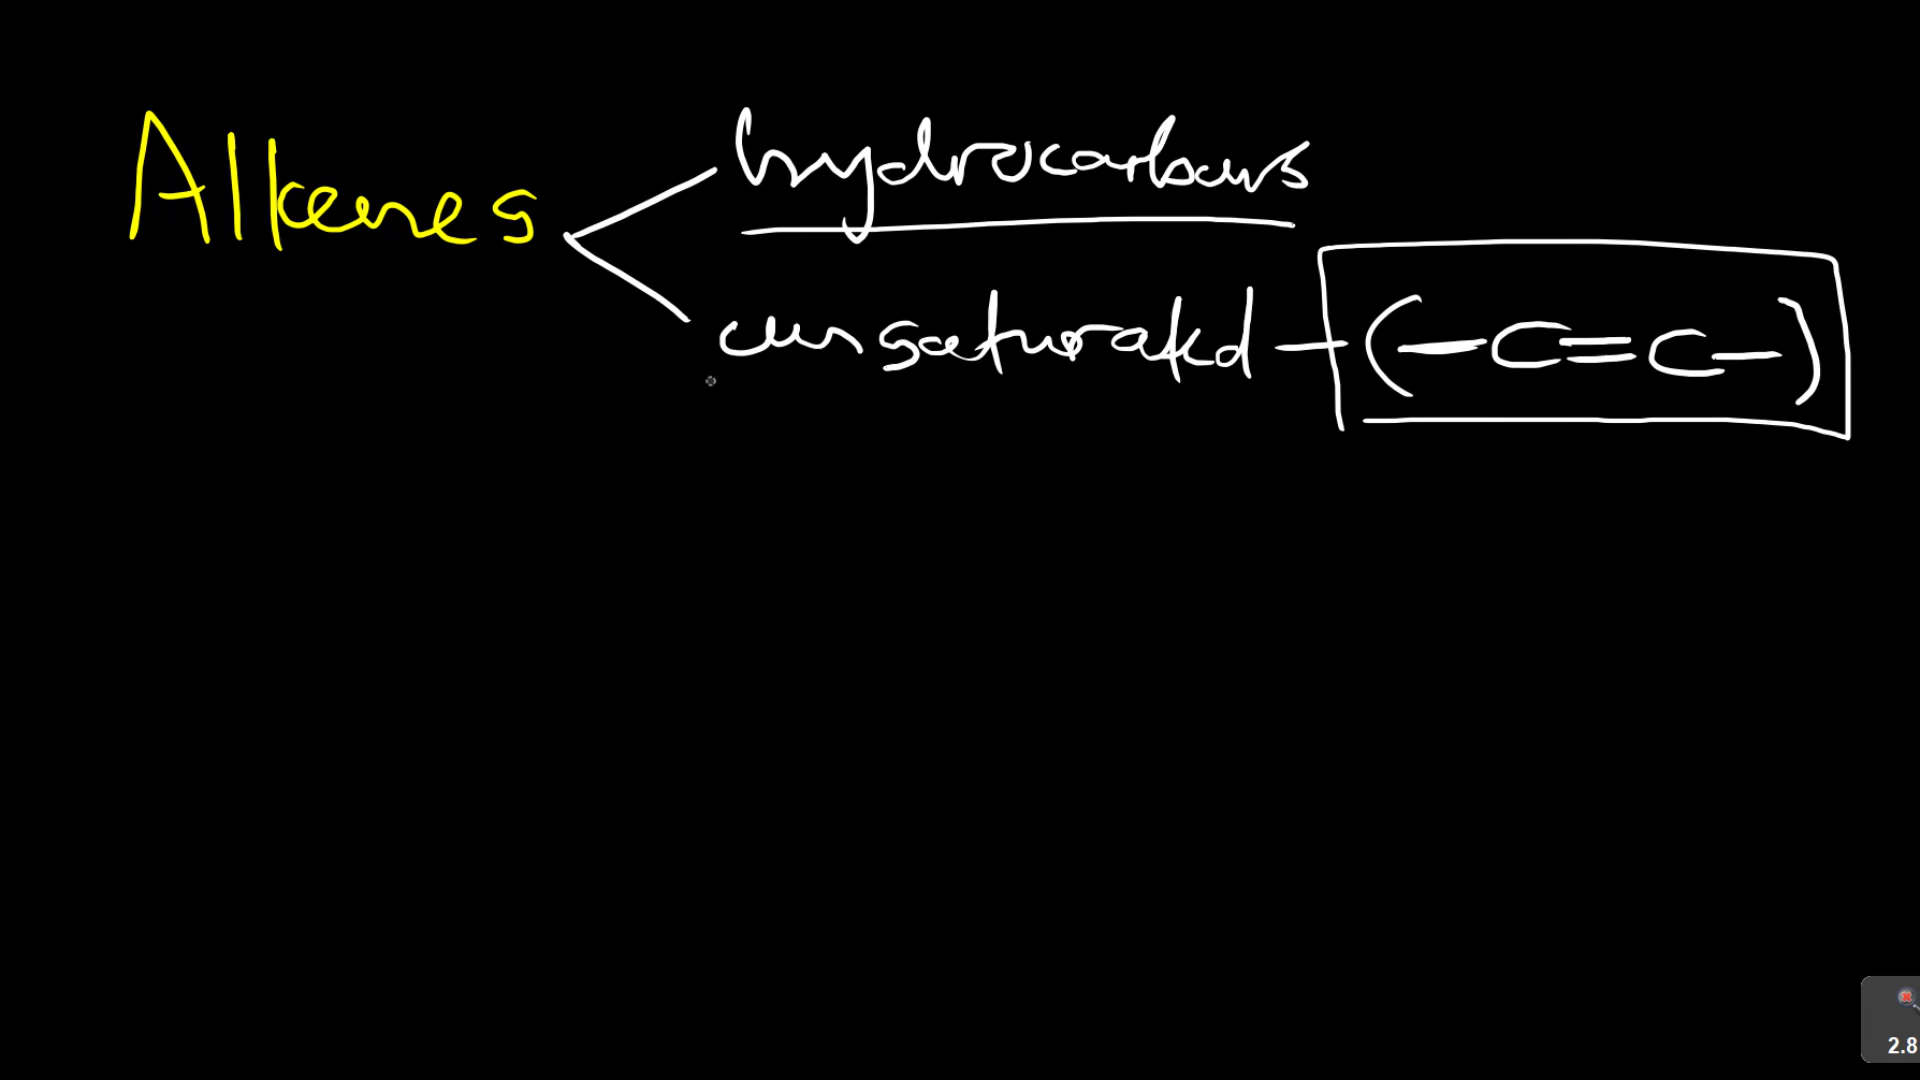 Alkenes
hydrocarbons
unsaturated - (-C=C-)
2.8